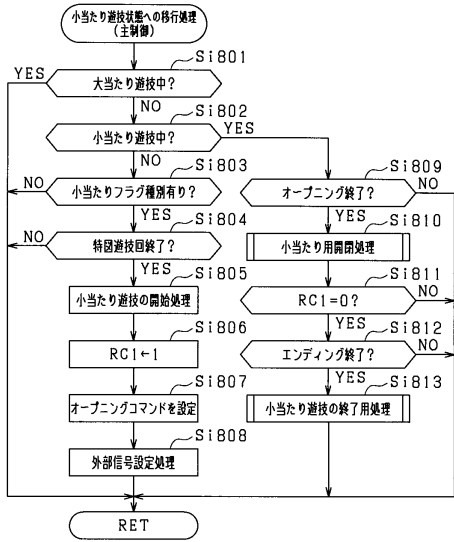 小当たり遊技状態への移行処理
(主制御)
Si801
大当たり遊技中?
YES
NO
Si802
小当たり遊技中?
YES
NO
Si803
小当たりフラグ種別有り?
NO
YES
Si804
特図遊技回終了?
NO
YES
Si805
小当たり遊技の開始処理
Si806
RC1←1
Si807
オープニングコマンドを設定
Si808
外部信号設定処理
Si809
オープニング終了?
NO
YES
Si810
小当たり用開閉処理
Si811
RC1=0?
NO
YES
Si812
エンディング終了?
NO
YES
Si813
小当たり遊技の終了用処理
RET